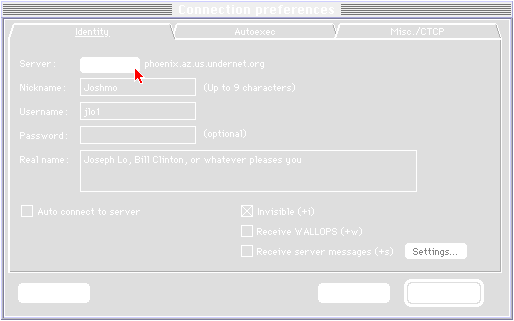 Connection preferences
Identity Autoexec Misc./CTCP
Server: phoenix.az.us.undernet.org
Nickname: Joshmo (Up to 9 characters)
Username: jlo1
Password: (optional)
Real name: Joseph Lo, Bill Clinton, or whatever pleases you
Auto connect to server Invisible (+i)
Receive WALLOPS (+w)
Receive server messages (+s) Settings...